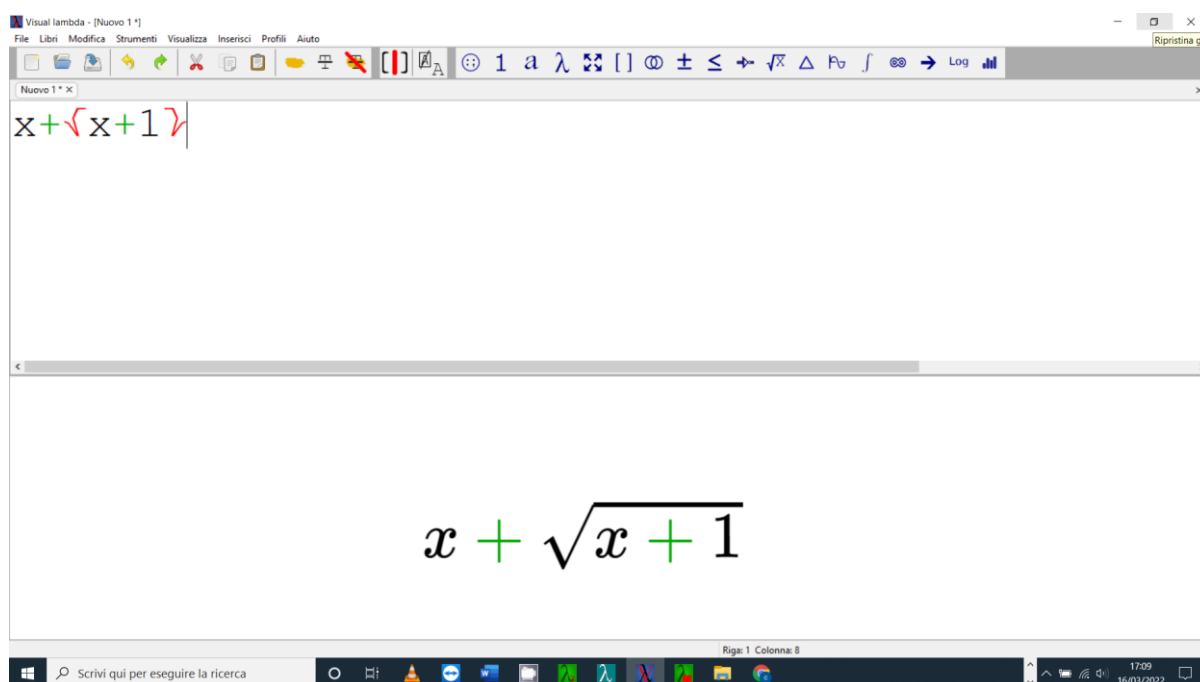 Visual lambda - [Nuovo 1 *]
File Libri Modifica Strumenti Visualizza Inserisci Profili Aiuto
Ripristina g
1 a λ [ ] ± ≤ √x △ ∫ → Log
Nuovo 1 * X
x+√x+1
x + √x + 1
Riga: 1 Colonna: 8
Scrivi qui per eseguire la ricerca
17:09
16/03/2022